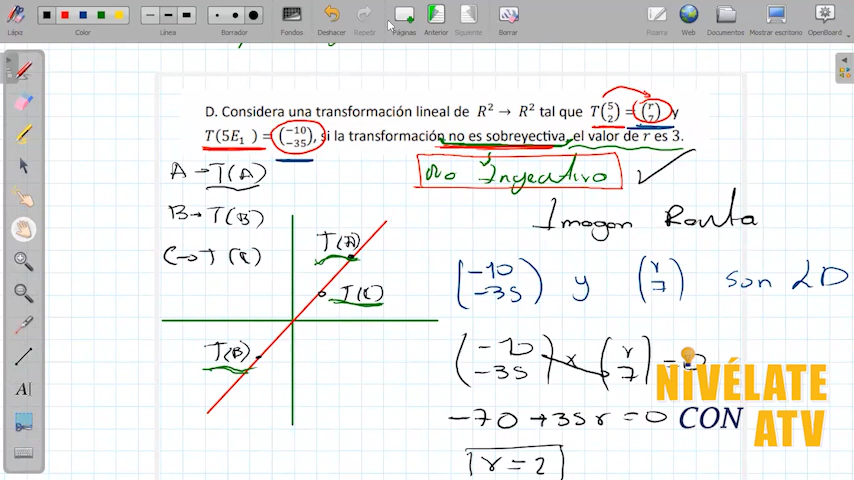 Lápiz
Color
Línea
Borrador
Fondos
Deshacer
Repetir
Páginas
Anterior
Siguiente
Borrar
Pizarra
Web
Documentos
Mostrar escritorio
OpenBoard
D. Considera una transformación lineal de R² → R² tal que T(5 2) = (r 7) y
T(5E₁ ) = (−10 −35), si la transformación no es sobreyectiva, el valor de r es 3.
No Inyectivo
A → T(A)
B → T(B)
C → T(C)
Imagen Recta
T(A)
T(C)
T(B)
(−10 −35) y (r 7) son LD
(−10 −35) × (r 7) = 0
−70 + 35r = 0
r = 2
NIVÉLATE
CON ATV